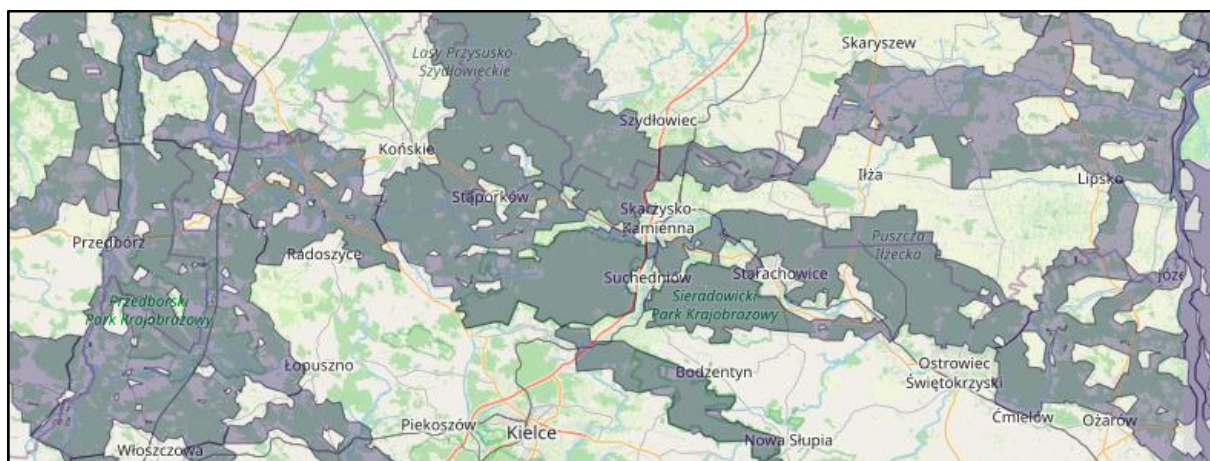 Skaryszew
Lasy Przysusko-
Szydłowieckie
Szydłowiec
Końskie
Iłża
Lipsko
Stąporków
Skarżysko-
Kamienna
Przedbórz
Radoszyce
Puszcza
Iłżecka
Suchedniów
Starachowice
Józe
Przedborski
Park Krajobrazowy
Sieradowicki
Park Krajobrazowy
Łopuszno
Bodzentyn
Ostrowiec
Świętokrzyski
Piekoszów
Kielce
Ćmielów
Ożarów
Włoszczowa
Nowa Słupia